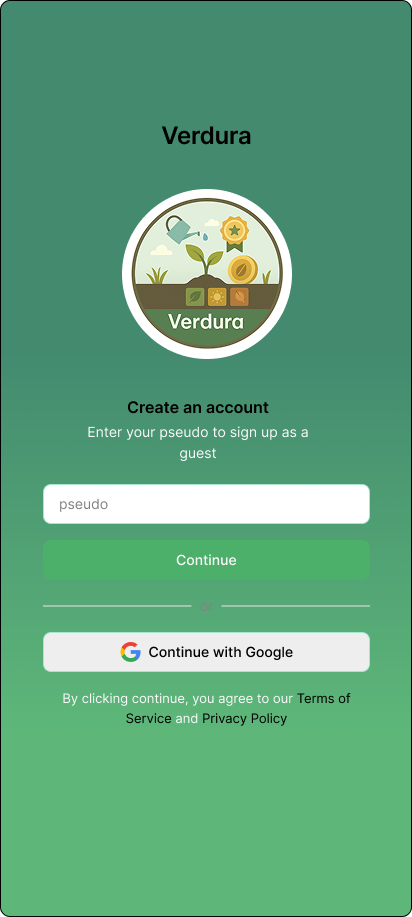 Verdura
Verdura
Create an account
Enter your pseudo to sign up as a
guest
pseudo
Continue
or
Continue with Google
By clicking continue, you agree to our Terms of
Service and Privacy Policy